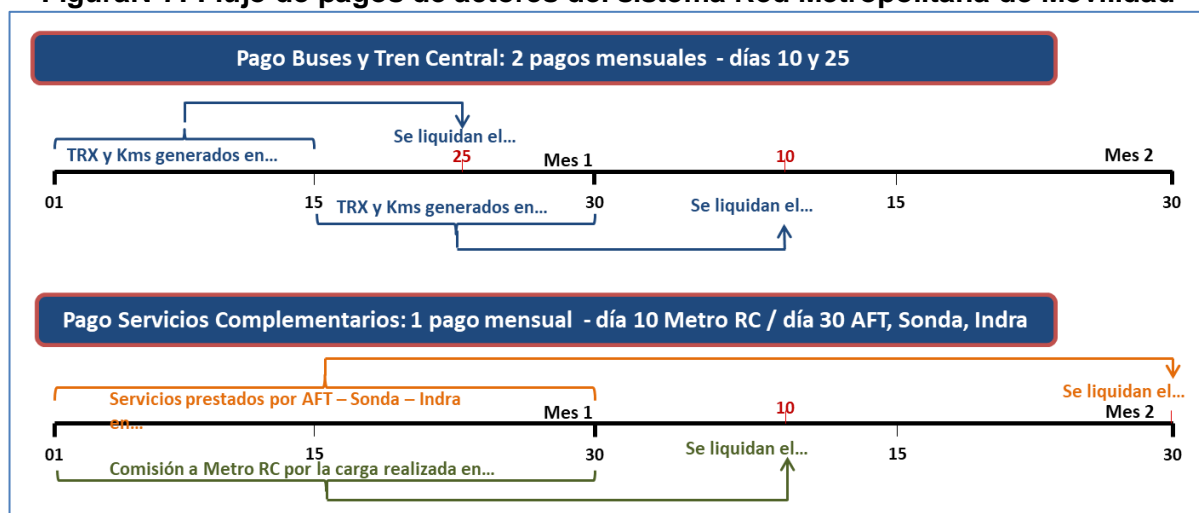 Pago Buses y Tren Central: 2 pagos mensuales - días 10 y 25
Se liquidan el...
TRX y Kms generados en...
25
Mes 1
10
Mes 2
01
15
30
15
30
TRX y Kms generados en...
Se liquidan el...
Pago Servicios Complementarios: 1 pago mensual - día 10 Metro RC / día 30 AFT, Sonda, Indra
Servicios prestados por AFT – Sonda – Indra
en...
Se liquidan el...
Mes 1
10
Mes 2
01
15
30
15
30
Comisión a Metro RC por la carga realizada en...
Se liquidan el...